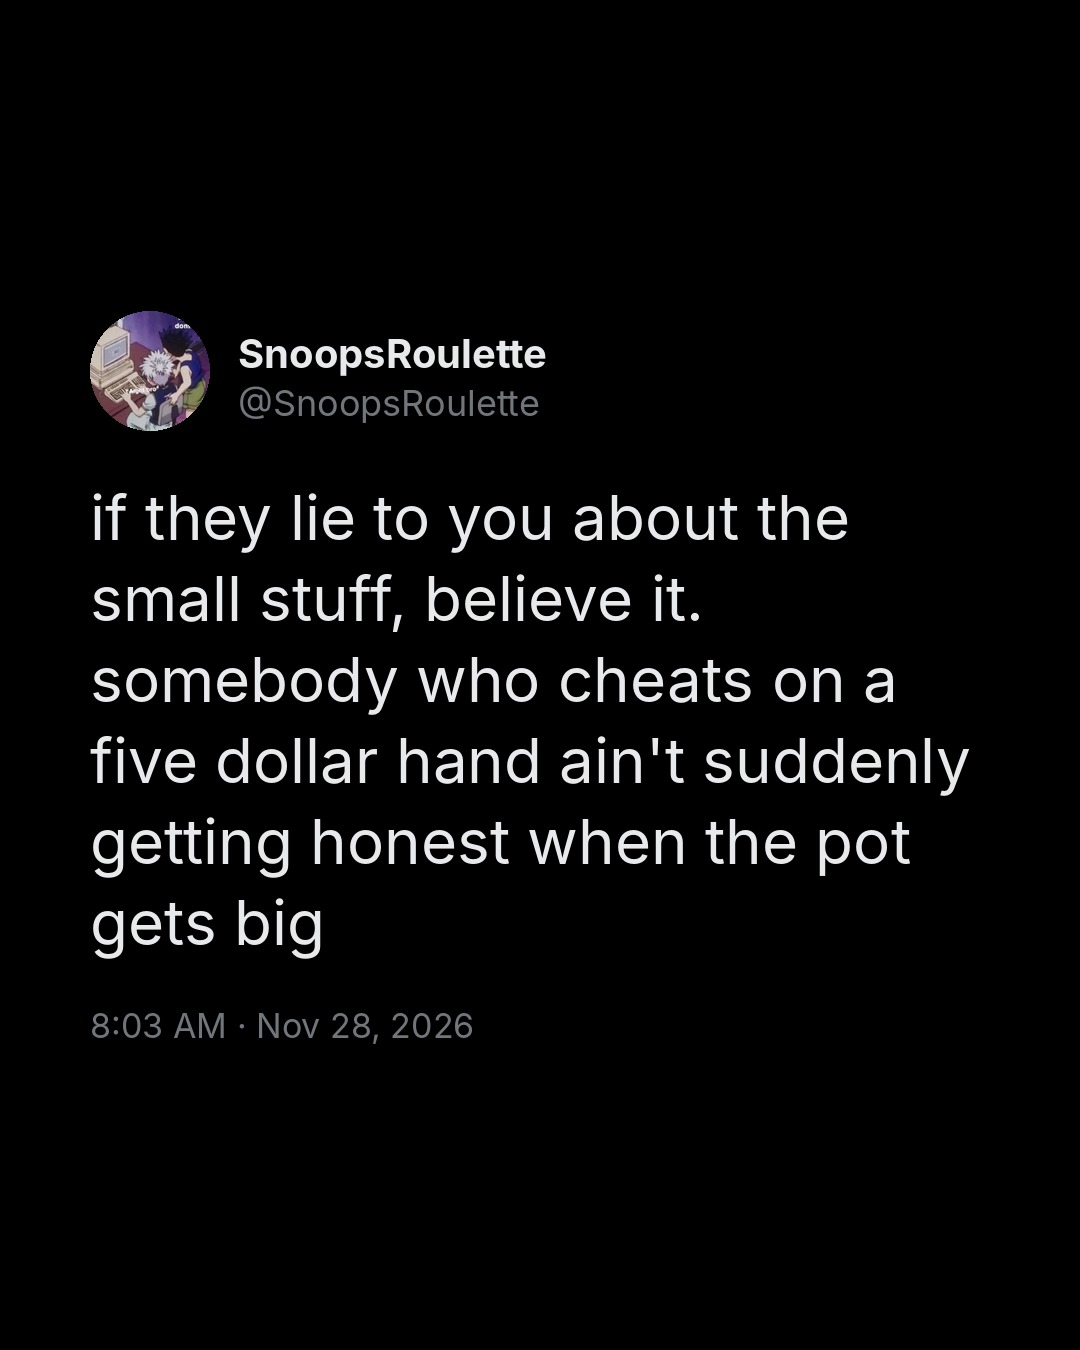 SnoopsRoulette
@SnoopsRoulette
if they lie to you about the
small stuff, believe it.
somebody who cheats on a
five dollar hand ain't suddenly
getting honest when the pot
gets big
8:03 AM · Nov 28, 2026